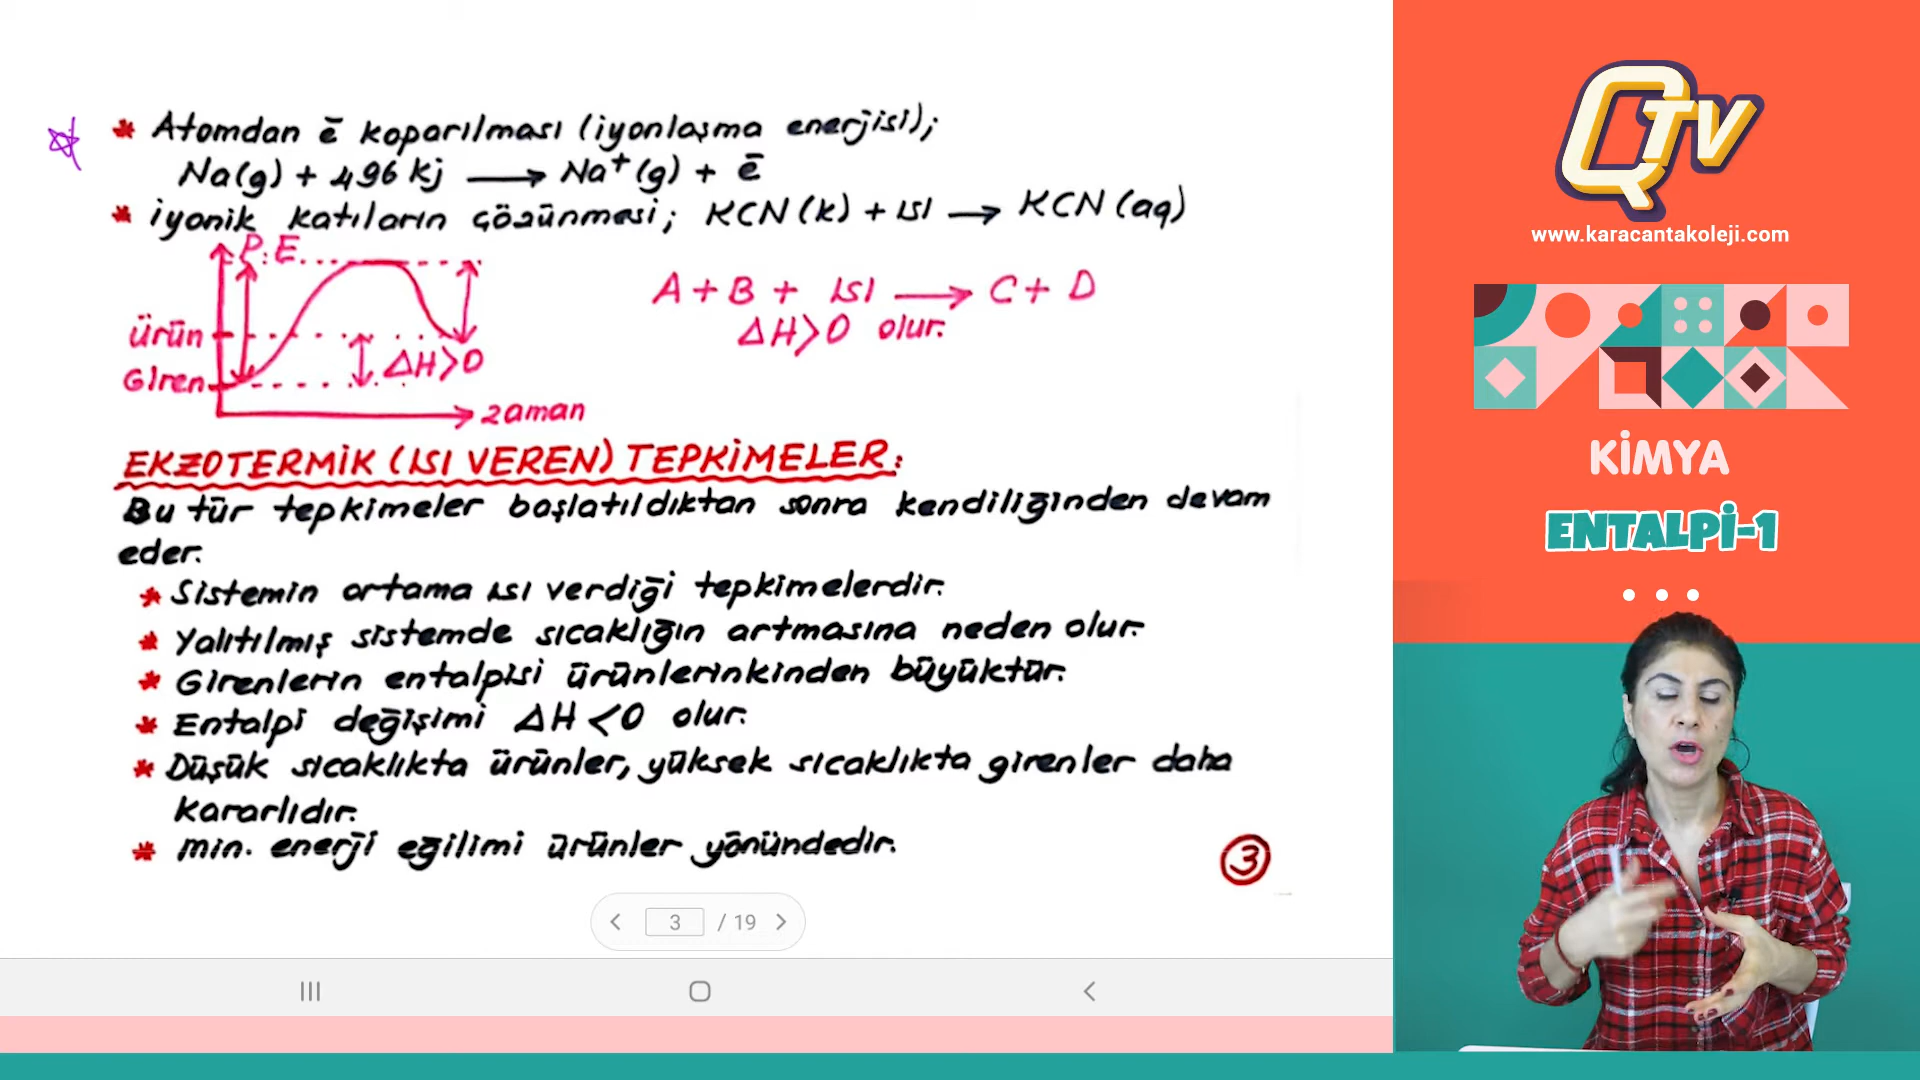 * Atomdan ē koparılması (iyonlaşma enerjisi);
Na(g) + 496 kj → Na⁺(g) + ē
* İyonik katıların çözünmesi; KCN(k) + ısı → KCN(aq)
P.E
Ürün
Giren
ΔH>0
zaman
A + B + ısı → C + D
ΔH>0 olur.
EKZOTERMİK (ISI VEREN) TEPKİMELER:
Bu tür tepkimeler başlatıldıktan sonra kendiliğinden devam
eder.
* Sistemin ortama ısı verdiği tepkimelerdir.
* Yalıtılmış sistemde sıcaklığın artmasına neden olur.
* Girenlerin entalpisi ürünlerinkinden büyüktür.
* Entalpi değişimi ΔH<0 olur.
* Düşük sıcaklıkta ürünler, yüksek sıcaklıkta girenler daha
kararlıdır.
* min. enerji eğilimi ürünler yönündedir.
3
3 / 19
QTV
www.karacantakoleji.com
KİMYA
ENTALPİ-1